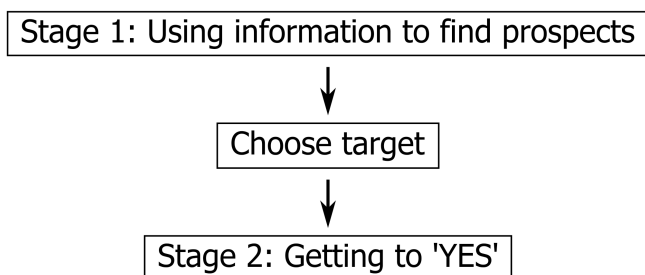 Stage 1: Using information to find prospects
Choose target
Stage 2: Getting to 'YES'